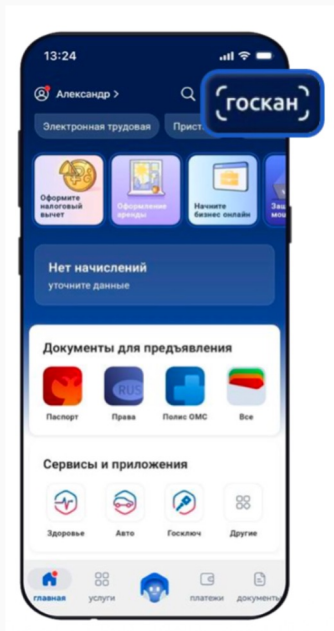 13:24
Александр >
госкан
Электронная трудовая
Прист
Оформите
налоговый
вычет
Оформление
аренды
Начните
бизнес онлайн
Нет начислений
уточните данные
Документы для предъявления
RUS
Паспорт
Права
Полис ОМС
Все
Сервисы и приложения
Здоровье
Авто
Госключ
Другие
главная
услуги
платежи
документы